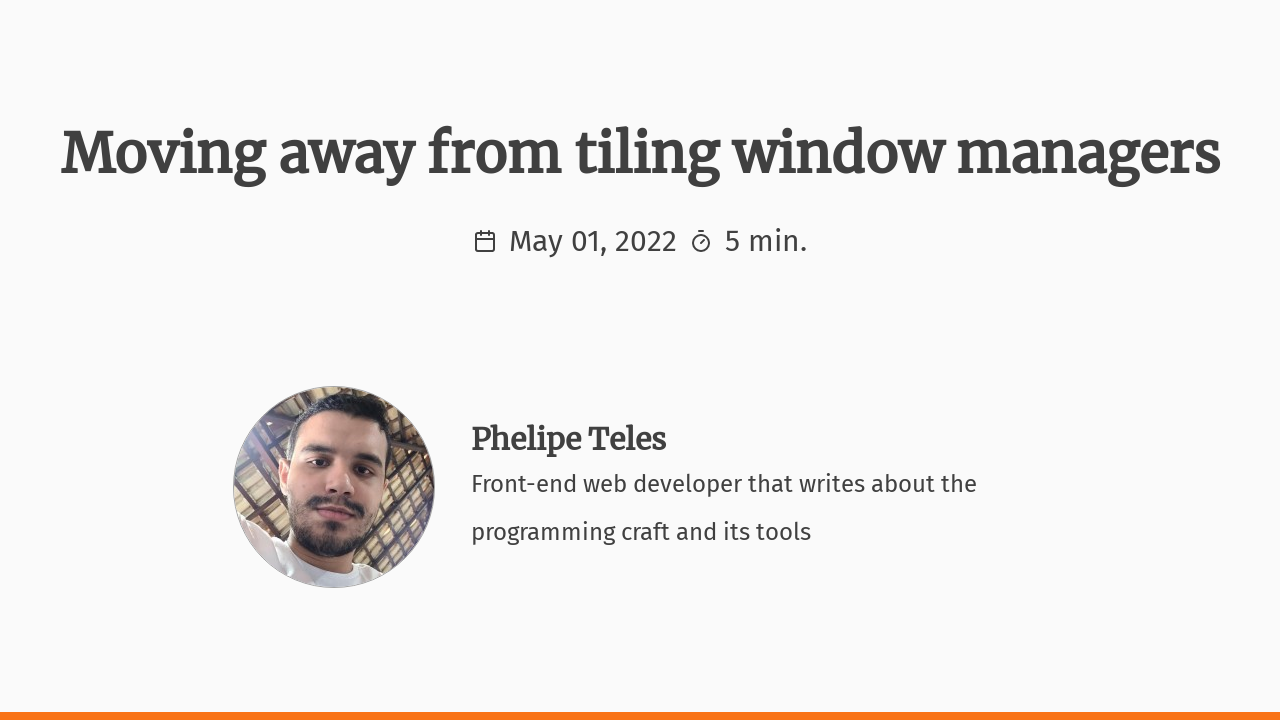 Moving away from tiling window managers
May 01, 2022 5 min.
Phelipe Teles
Front-end web developer that writes about the
programming craft and its tools